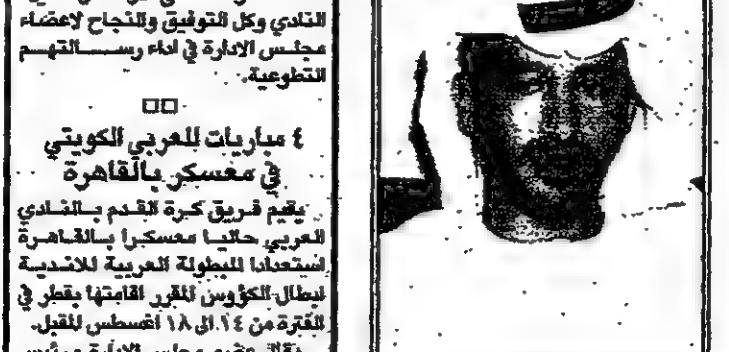 النادي وكل التوفيق والنجاح لاعضاء
مجلس الادارة في اداء رسـالتهـم
التطوعية.
٤ مباريات للعربي الكويتي
في معسكر بالقاهرة
يقيم فريق كرة القدم بالنادي
العربي حاليا معسكرا بالقاهرة
استعدادا للبطولة العربية للاندية
ابطال الكؤوس المقرر اقامتها بقطر في
الفترة من ١٤ الى ١٨ اغسطس المقبل.